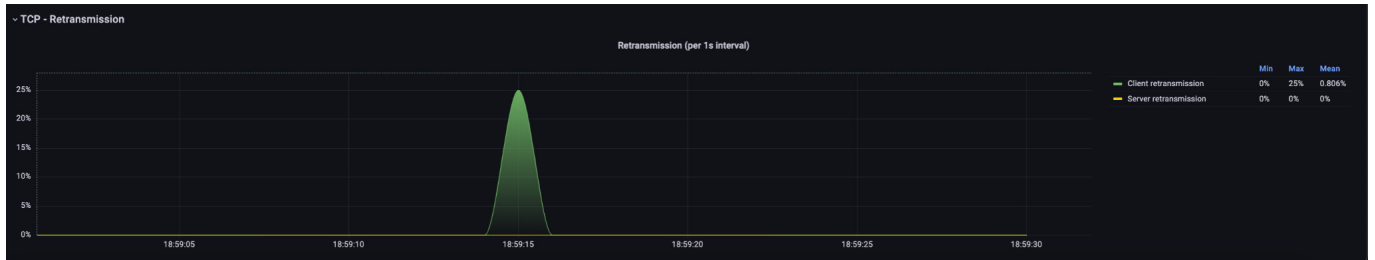 TCP - Retransmission
Retransmission (per 1s interval)
Min Max Mean
Client retransmission 0% 25% 0.806%
Server retransmission 0% 0% 0%
25%
20%
15%
10%
5%
0%
18:59:05 18:59:10 18:59:15 18:59:20 18:59:25 18:59:30